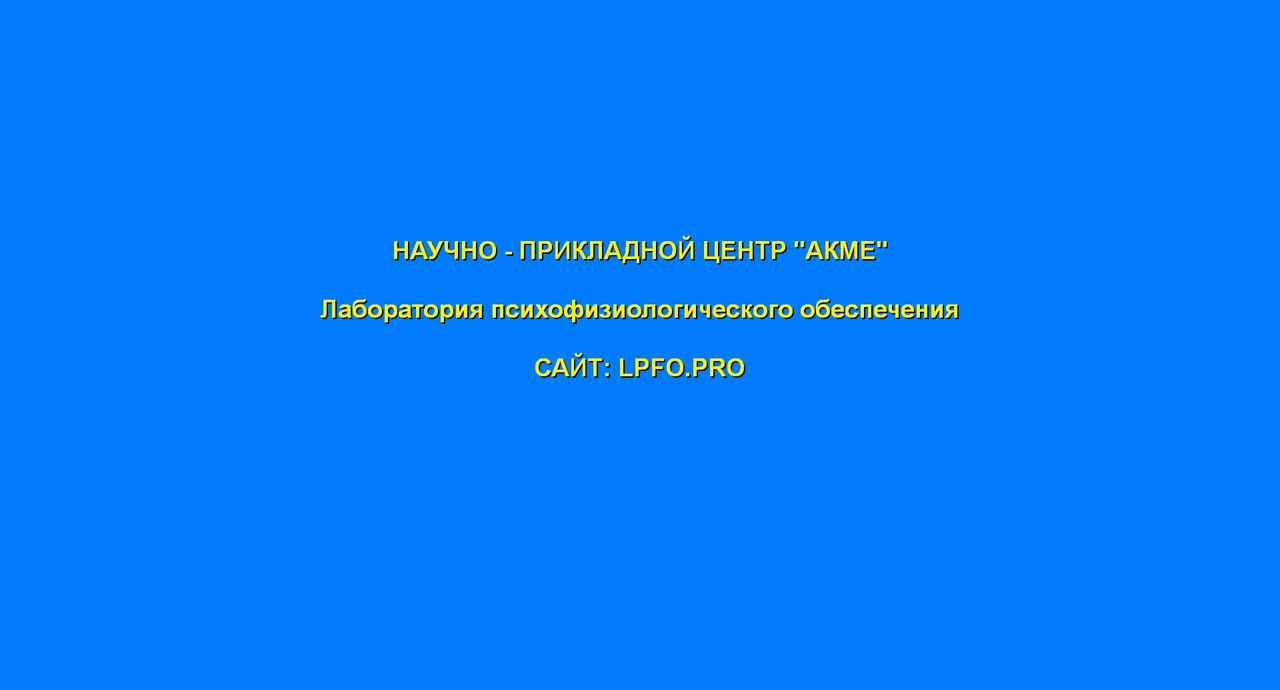 НАУЧНО - ПРИКЛАДНОЙ ЦЕНТР "АКМЕ"
Лаборатория психофизиологического обеспечения
САЙТ: LPFO.PRO